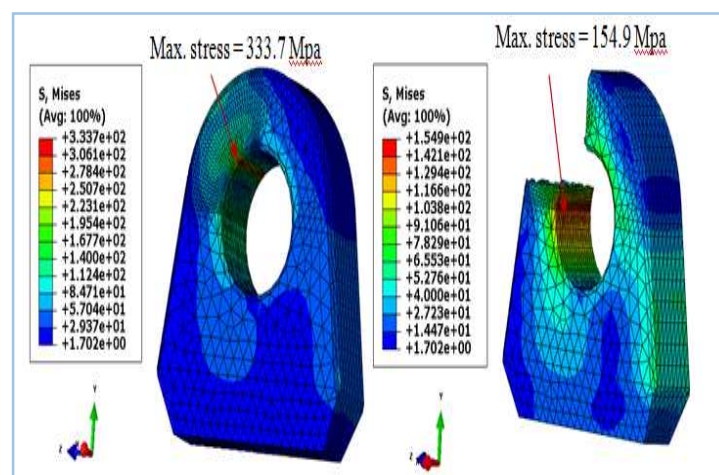 Max. stress = 333.7 Mpa
S, Mises
(Avg: 100%)
+3.337e+02
+3.061e+02
+2.784e+02
+2.507e+02
+2.231e+02
+1.954e+02
+1.677e+02
+1.400e+02
+1.124e+02
+8.471e+01
+5.704e+01
+2.937e+01
+1.702e+00
Y
Z
Max. stress = 154.9 Mpa
S, Mises
(Avg: 100%)
+1.549e+02
+1.421e+02
+1.294e+02
+1.166e+02
+1.038e+02
+9.106e+01
+7.829e+01
+6.553e+01
+5.276e+01
+4.000e+01
+2.723e+01
+1.447e+01
+1.702e+00
Y